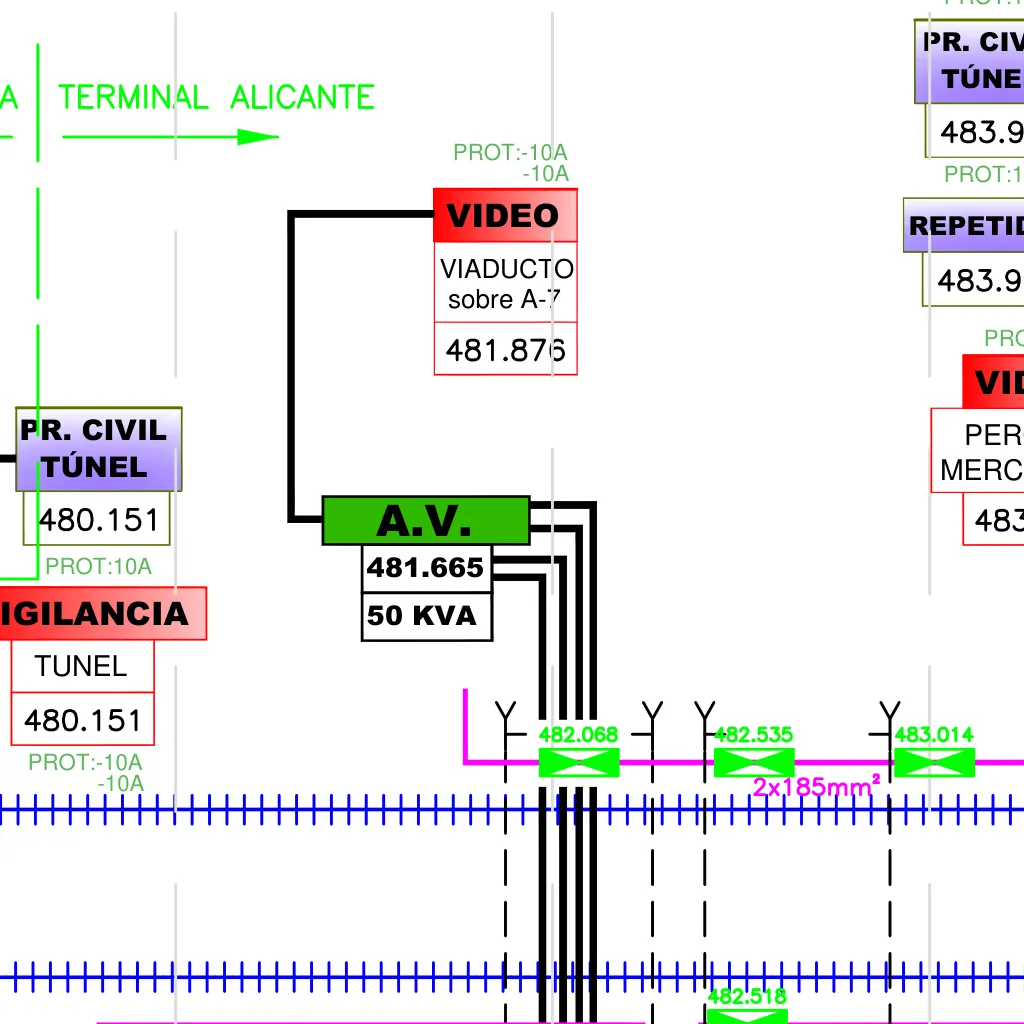 A
TERMINAL ALICANTE
PROT:-10A
-10A
VIDEO
VIADUCTO
sobre A-7
481.876
PR. CIV
TÚNE
483.9
PROT:1
REPETID
483.9
PRO
VID
PER
MERC
483
PR. CIVIL
TÚNEL
480.151
PROT:10A
IGILANCIA
TUNEL
480.151
PROT:-10A
-10A
A.V.
481.665
50 KVA
482.068
482.535
483.014
2x185mm²
482.518